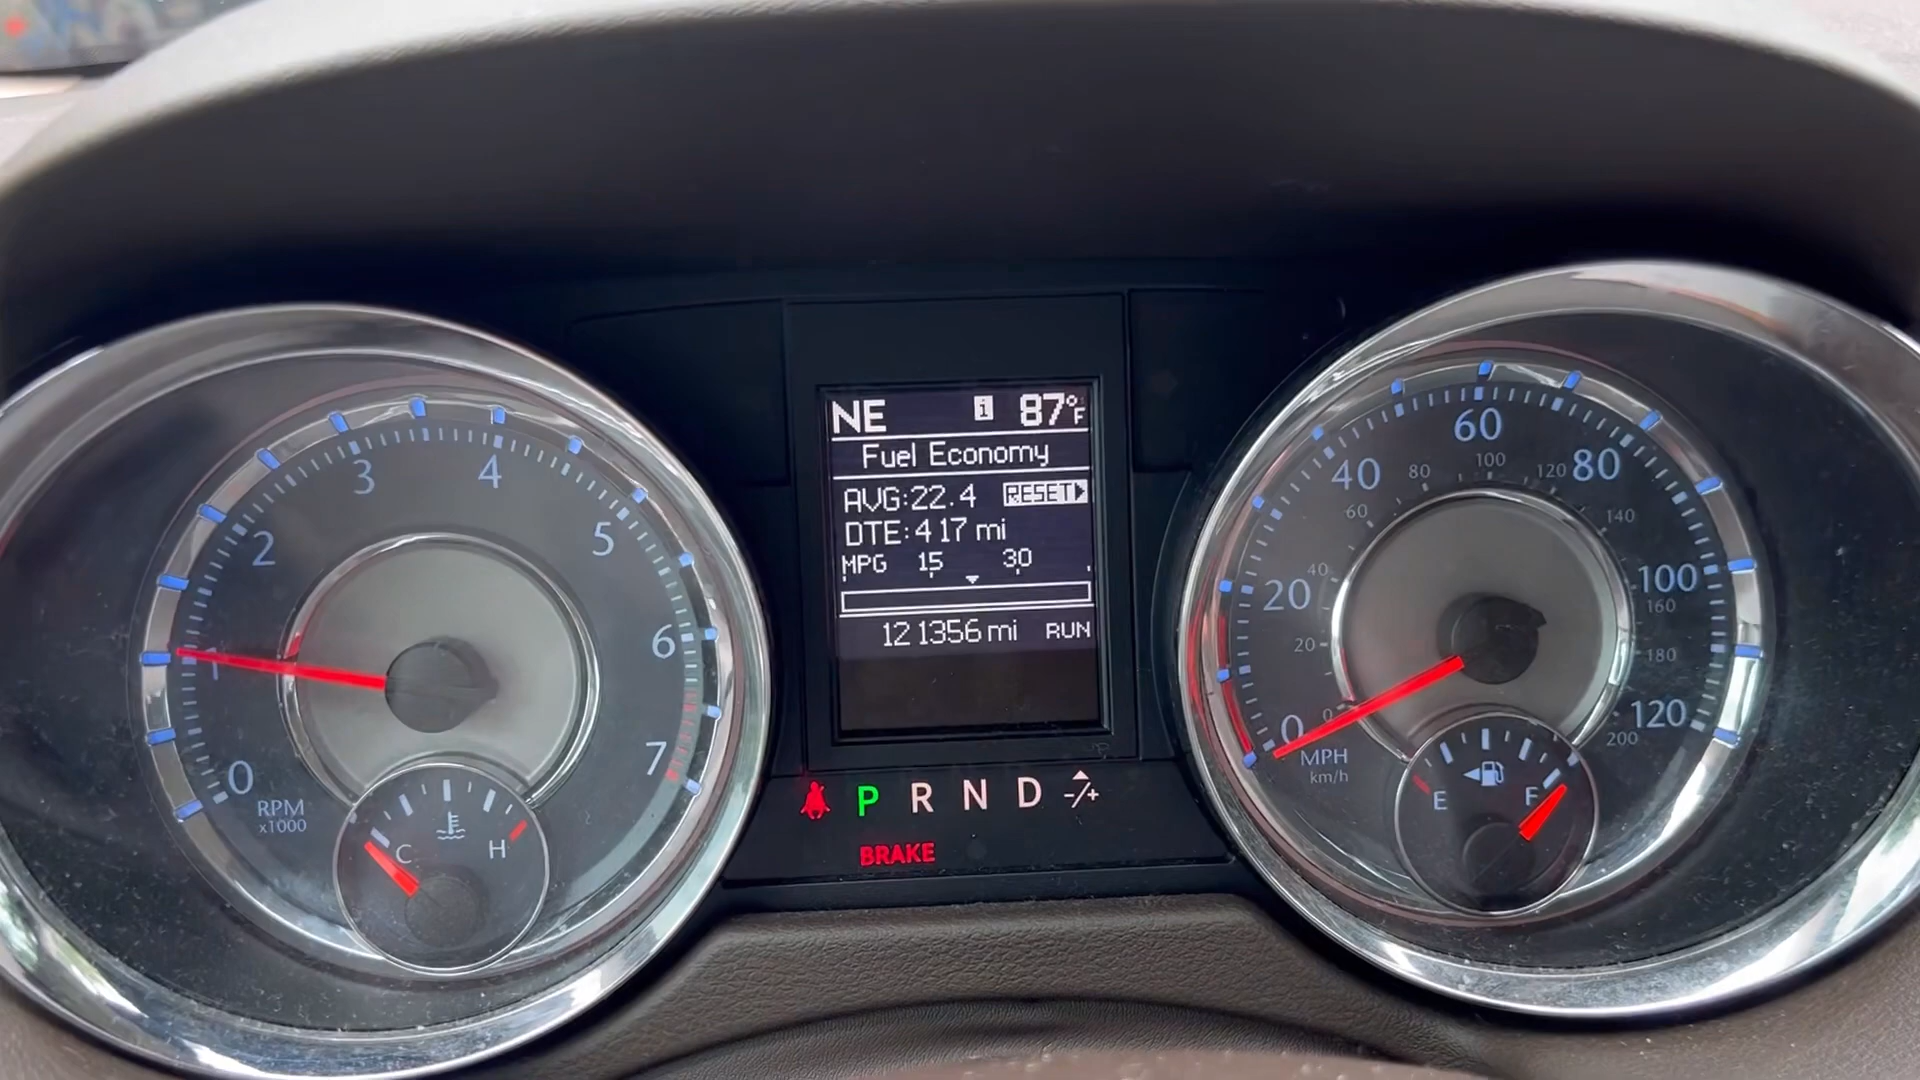 NE i 87°F
Fuel Economy
AVG:22.4 RESET
DTE:417 mi
MPG 15 30
121356 mi RUN
P R N D -/+
BRAKE
0 1 2 3 4 5 6 7
RPM
x1000
C H
0 20 40 60 80 100 120
0 20 40 60 80 100 120 140 160 180 200
MPH
km/h
E F